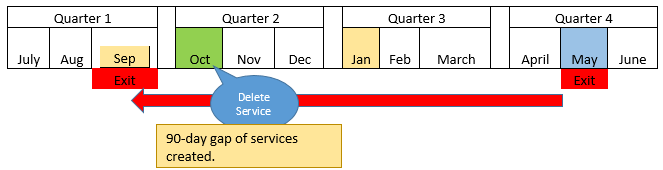 Quarter 1 Quarter 2 Quarter 3 Quarter 4
July Aug Sep Oct Nov Dec Jan Feb March April May June
Exit Exit
Delete
Service
90-day gap of services
created.